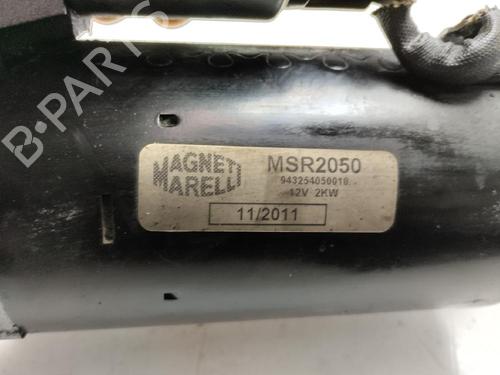 B-PARTS
MAGNETI
MARELLI
MSR2050
943254050010
12V 2KW
11/2011